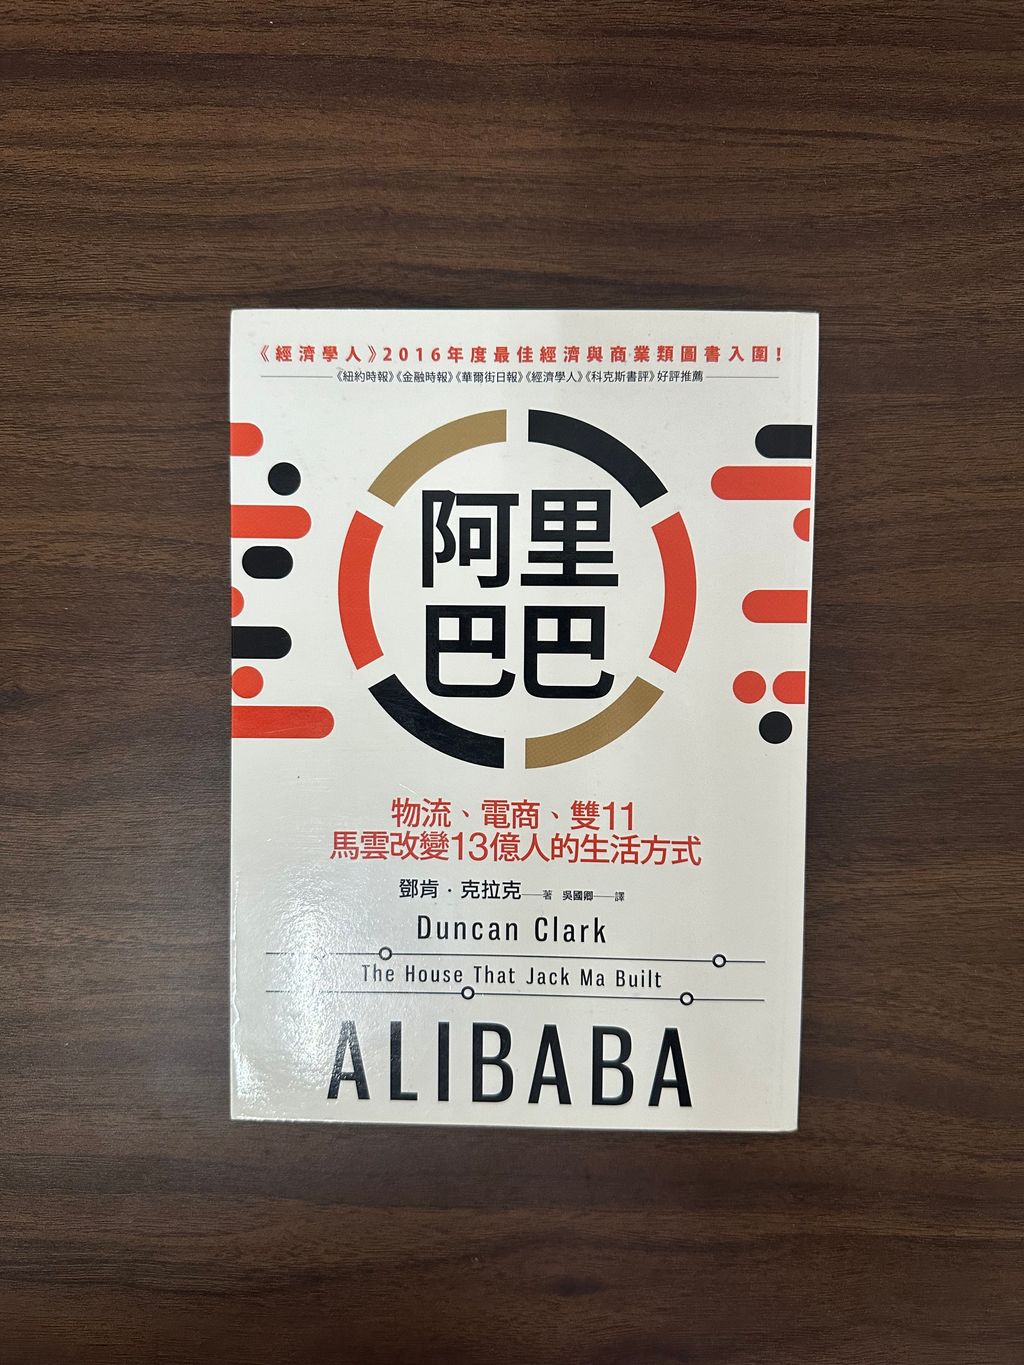 《經濟學人》2016年度最佳經濟與商業類圖書入圍！
《紐約時報》《金融時報》《華爾街日報》《經濟學人》《科克斯書評》好評推薦
阿里
巴巴
物流、電商、雙11
馬雲改變13億人的生活方式
鄧肯．克拉克——著 吳國卿——譯
Duncan Clark
The House That Jack Ma Built
ALIBABA